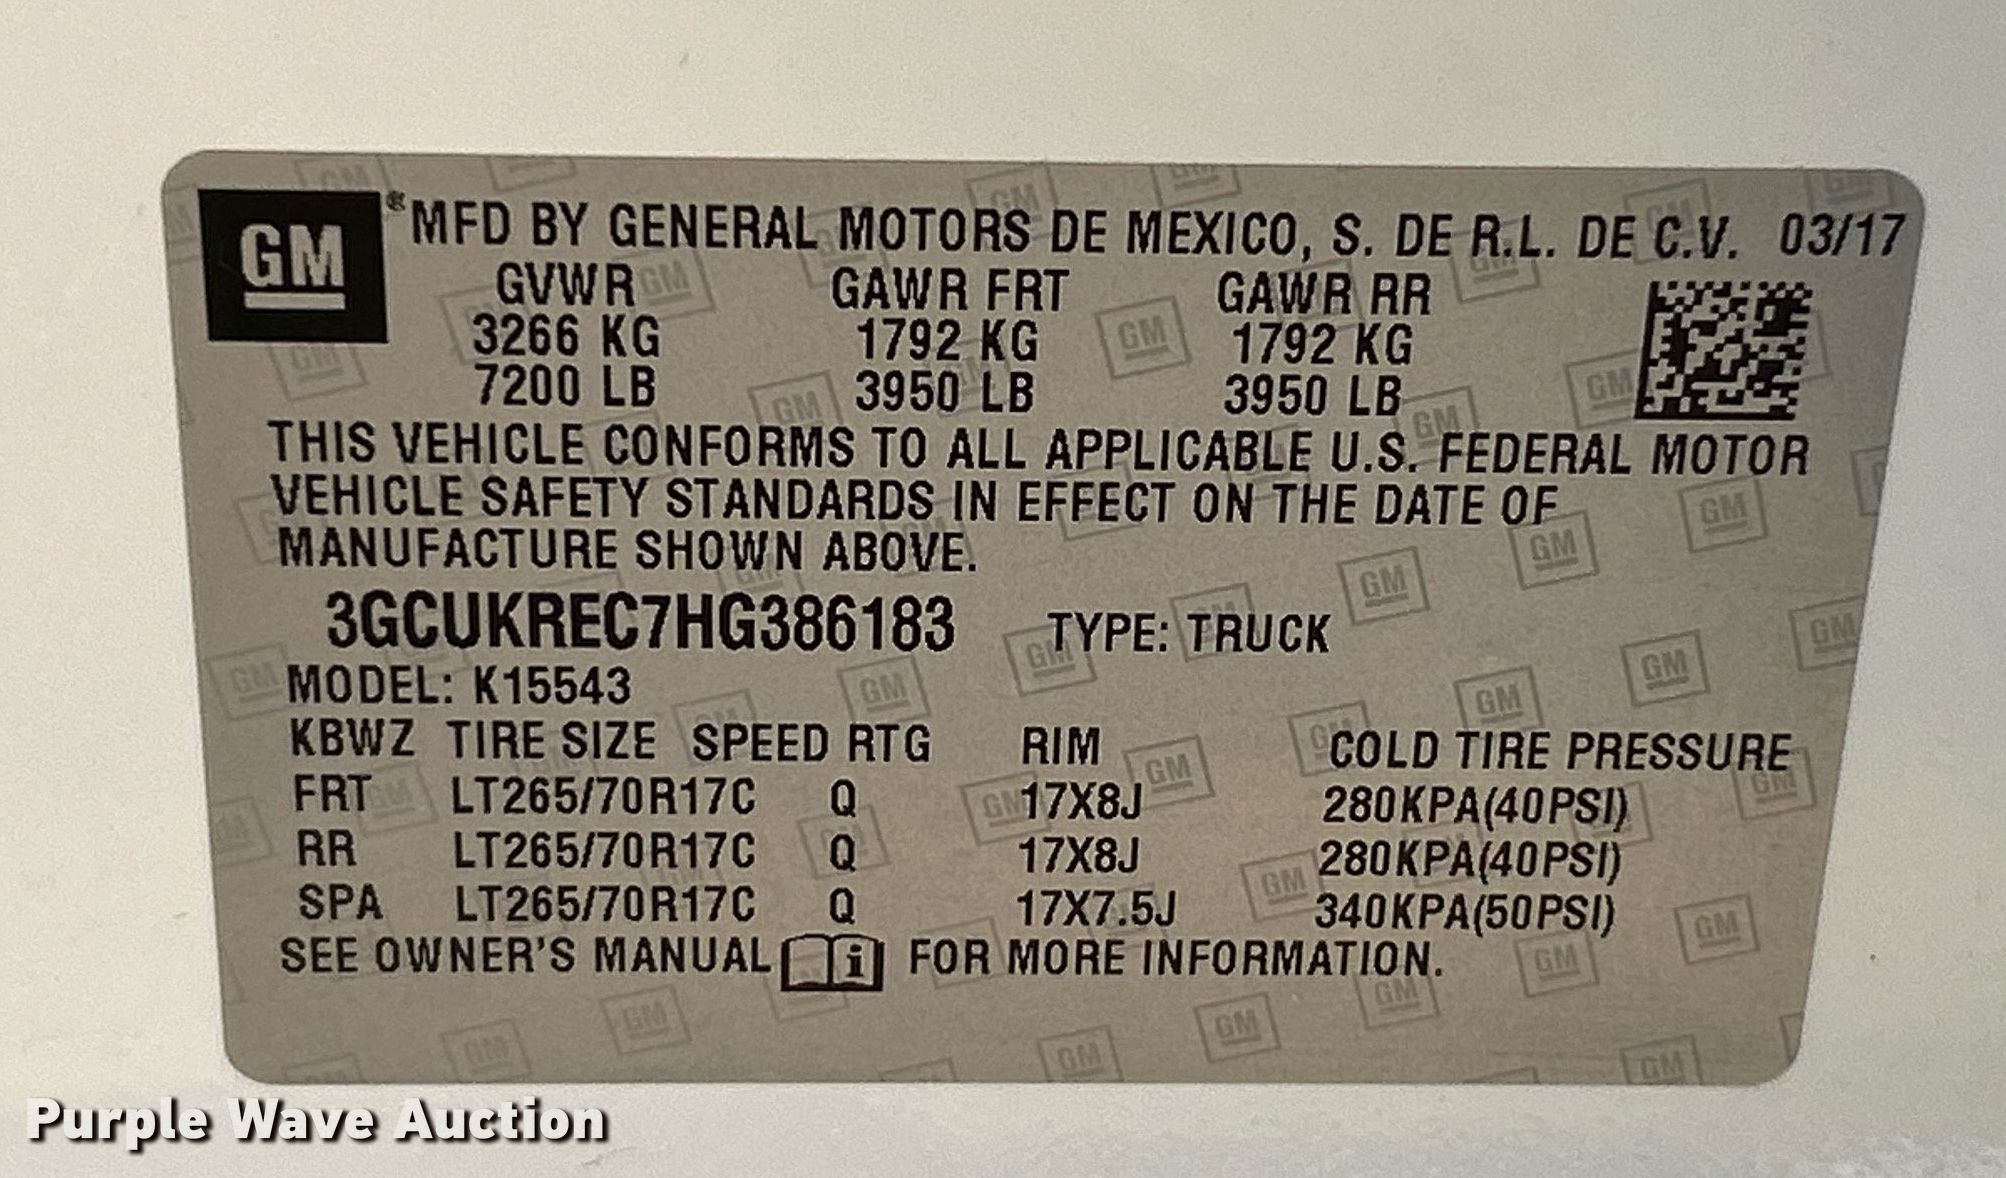 GM ® MFD BY GENERAL MOTORS DE MEXICO, S. DE R.L. DE C.V. 03/17
GVWR GAWR FRT GAWR RR
3266 KG 1792 KG 1792 KG
7200 LB 3950 LB 3950 LB
THIS VEHICLE CONFORMS TO ALL APPLICABLE U.S. FEDERAL MOTOR
VEHICLE SAFETY STANDARDS IN EFFECT ON THE DATE OF
MANUFACTURE SHOWN ABOVE.
3GCUKREC7HG386183 TYPE: TRUCK
MODEL: K15543
KBWZ TIRE SIZE SPEED RTG RIM COLD TIRE PRESSURE
FRT LT265/70R17C Q 17X8J 280KPA(40PSI)
RR LT265/70R17C Q 17X8J 280KPA(40PSI)
SPA LT265/70R17C Q 17X7.5J 340KPA(50PSI)
SEE OWNER'S MANUAL i FOR MORE INFORMATION.
Purple Wave Auction